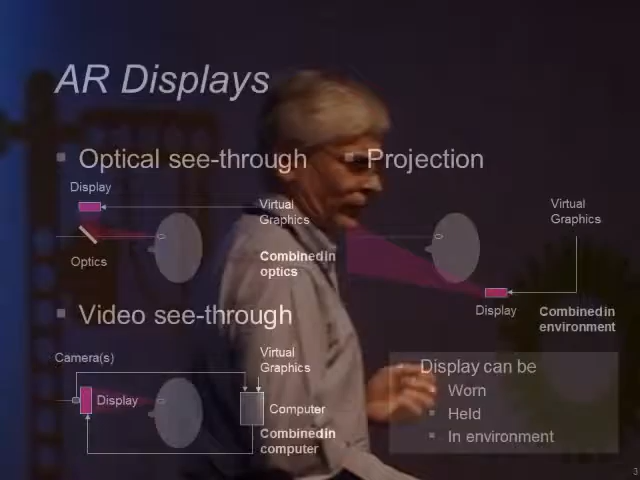 AR Displays
Optical see-through
Display
Virtual
Graphics
Optics
Combined in
optics
Projection
Virtual
Graphics
Display
Combined in
environment
Video see-through
Camera(s)
Virtual
Graphics
Display
Computer
Combined in
computer
Display can be
Worn
Held
In environment
3